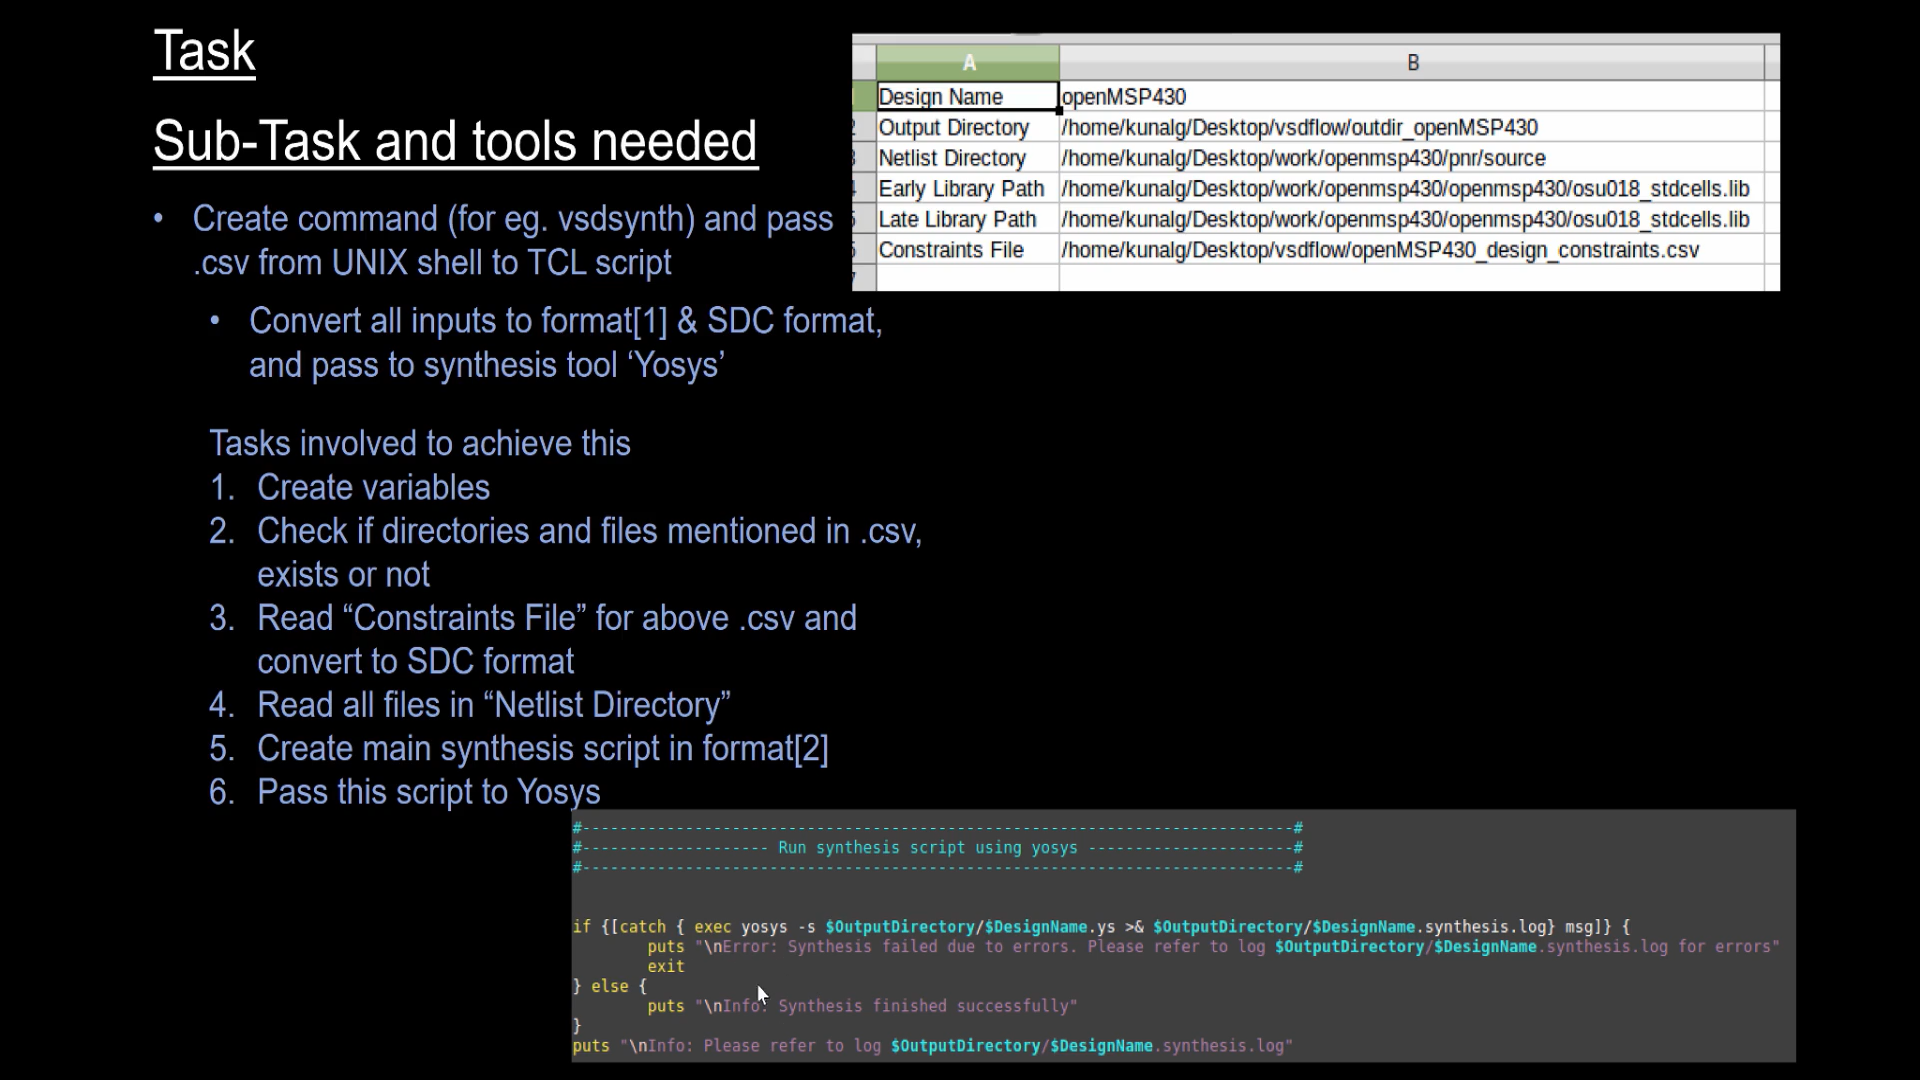 Task
Sub-Task and tools needed
• Create command (for eg. vsdsynth) and pass
.csv from UNIX shell to TCL script
• Convert all inputs to format[1] & SDC format,
and pass to synthesis tool ‘Yosys’
Tasks involved to achieve this
1. Create variables
2. Check if directories and files mentioned in .csv,
exists or not
3. Read “Constraints File” for above .csv and
convert to SDC format
4. Read all files in “Netlist Directory”
5. Create main synthesis script in format[2]
6. Pass this script to Yosys
A B
Design Name openMSP430
Output Directory /home/kunalg/Desktop/vsdflow/outdir_openMSP430
Netlist Directory /home/kunalg/Desktop/work/openmsp430/pnr/source
Early Library Path /home/kunalg/Desktop/work/openmsp430/openmsp430/osu018_stdcells.lib
Late Library Path /home/kunalg/Desktop/work/openmsp430/openmsp430/osu018_stdcells.lib
Constraints File /home/kunalg/Desktop/vsdflow/openMSP430_design_constraints.csv
#----------------------------------------------------------------------------#
#-------------------- Run synthesis script using yosys ----------------------#
#----------------------------------------------------------------------------#
if {[catch { exec yosys -s $OutputDirectory/$DesignName.ys >& $OutputDirectory/$DesignName.synthesis.log} msg]} {
puts "\nError: Synthesis failed due to errors. Please refer to log $OutputDirectory/$DesignName.synthesis.log for errors"
exit
} else {
puts "\nInfo: Synthesis finished successfully"
}
puts "\nInfo: Please refer to log $OutputDirectory/$DesignName.synthesis.log"